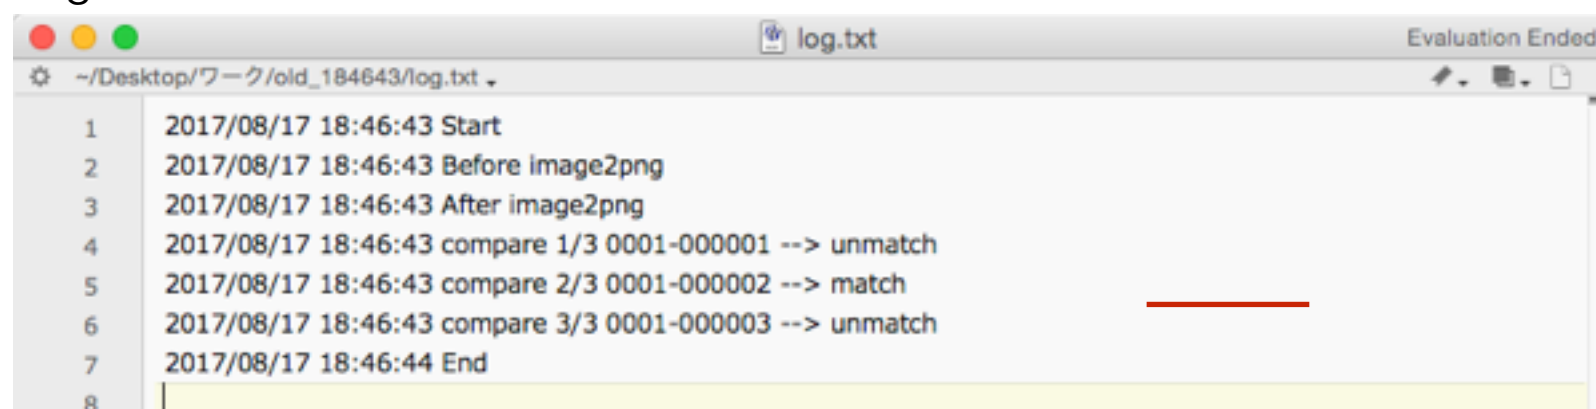 log.txt
Evaluation Ended
~/Desktop/ワーク/old_184643/log.txt
1 2017/08/17 18:46:43 Start
2 2017/08/17 18:46:43 Before image2png
3 2017/08/17 18:46:43 After image2png
4 2017/08/17 18:46:43 compare 1/3 0001-000001 --> unmatch
5 2017/08/17 18:46:43 compare 2/3 0001-000002 --> match
6 2017/08/17 18:46:43 compare 3/3 0001-000003 --> unmatch
7 2017/08/17 18:46:44 End
8